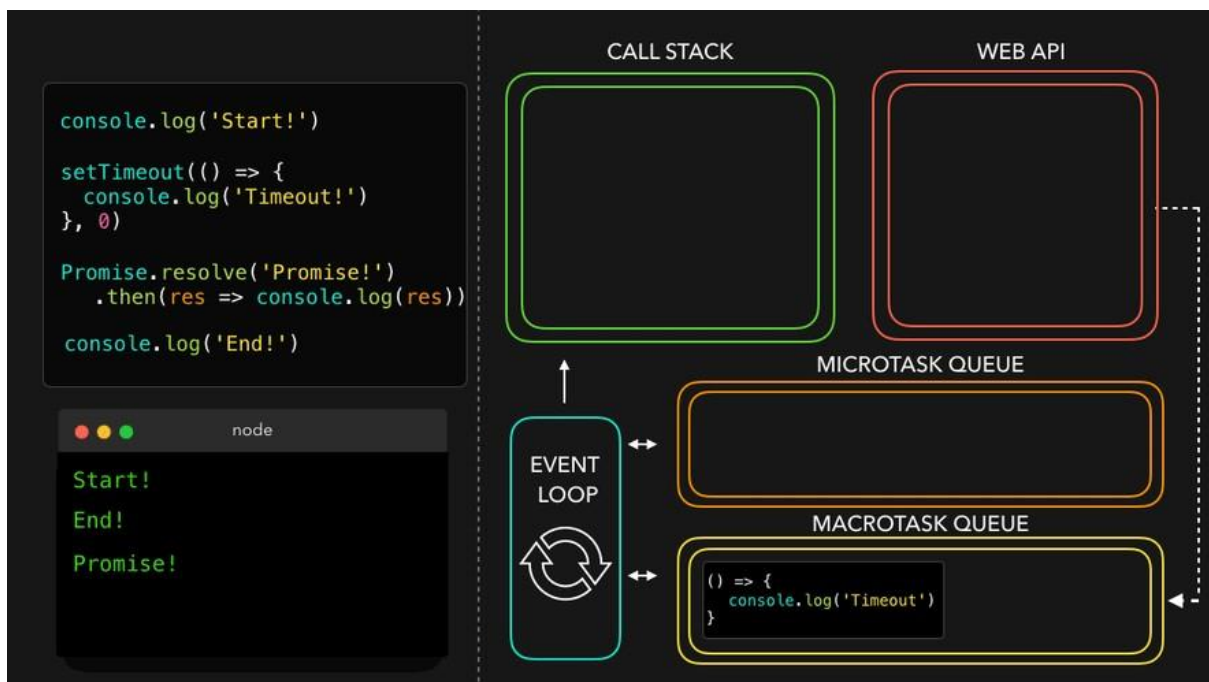 console.log('Start!')
setTimeout(() => {
  console.log('Timeout!')
}, 0)
Promise.resolve('Promise!')
   .then(res => console.log(res))
console.log('End!')
node
Start!
End!
Promise!
CALL STACK
WEB API
MICROTASK QUEUE
EVENT
LOOP
MACROTASK QUEUE
() => {
  console.log('Timeout')
}